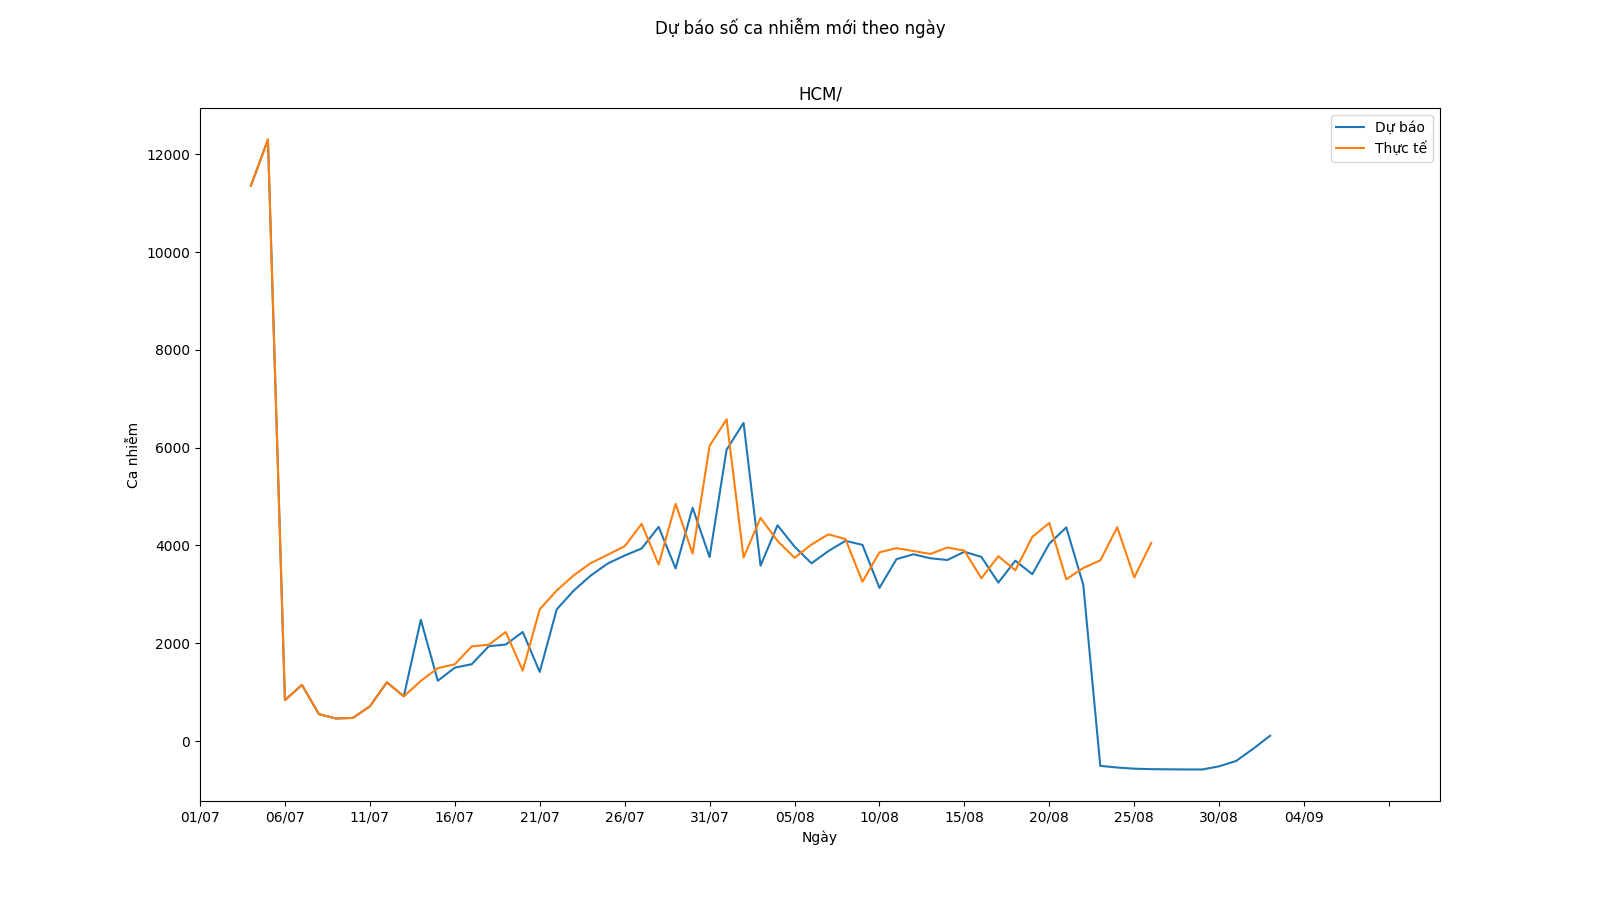 Dự báo số ca nhiễm mới theo ngày
HCM/
Dự báo
Thực tế
12000
10000
8000
6000
4000
2000
0
Ca nhiễm
01/07 06/07 11/07 16/07 21/07 26/07 31/07 05/08 10/08 15/08 20/08 25/08 30/08 04/09
Ngày